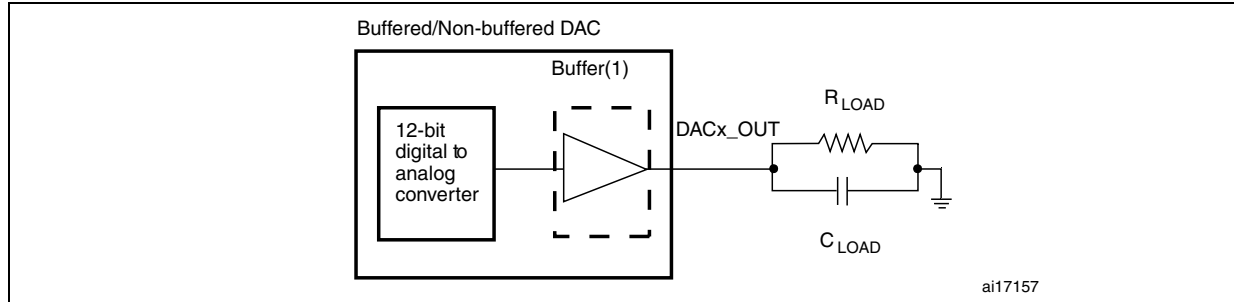 Buffered/Non-buffered DAC
Buffer(1)
12-bit
digital to
analog
converter
DACx_OUT
R LOAD
C LOAD
ai17157